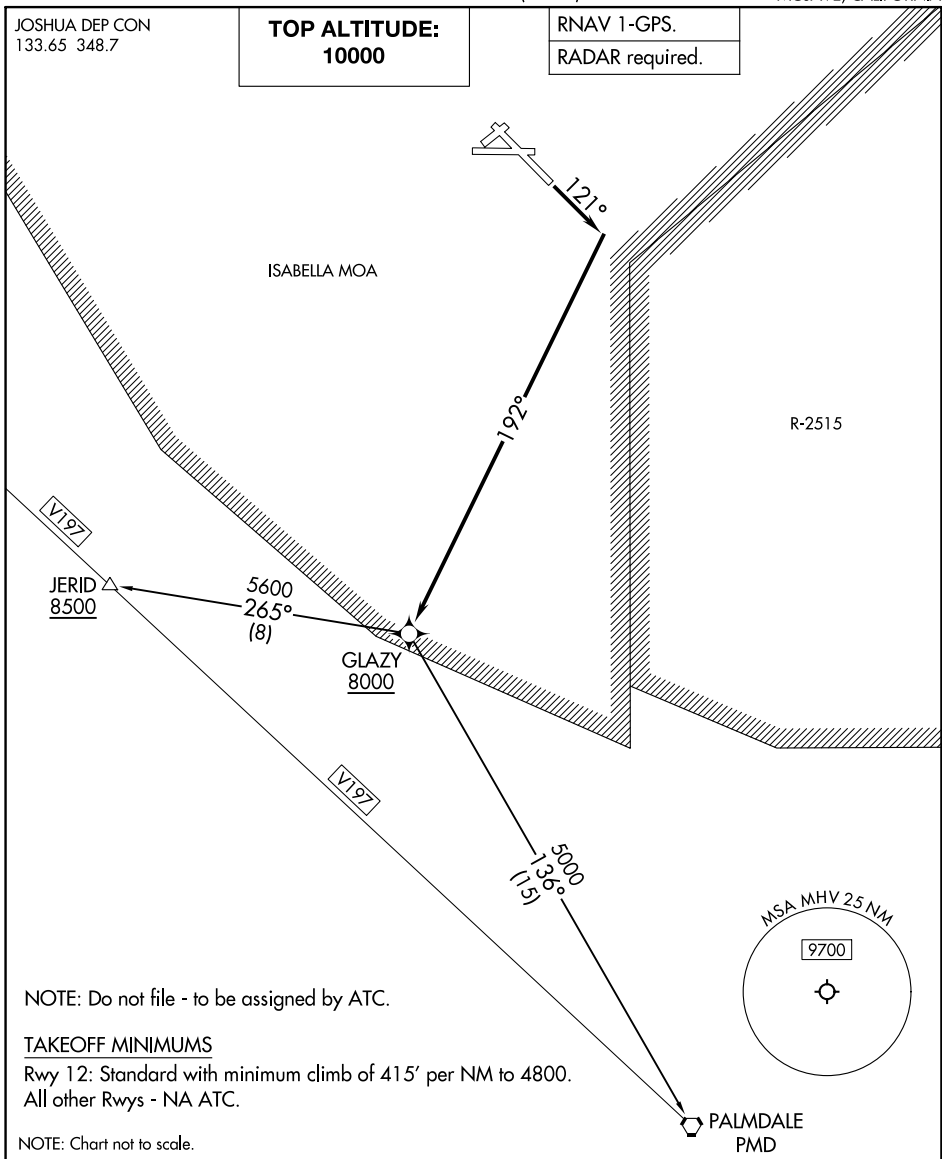 JOSHUA DEP CON
133.65 348.7
TOP ALTITUDE:
10000
RNAV 1-GPS.
RADAR required.
121°
ISABELLA MOA
192°
R-2515
V197
JERID
8500
5600
265°
(8)
GLAZY
8000
V197
5000
136°
(15)
MSA MHV 25 NM
9700
NOTE: Do not file - to be assigned by ATC.
TAKEOFF MINIMUMS
Rwy 12: Standard with minimum climb of 415' per NM to 4800.
All other Rwys - NA ATC.
NOTE: Chart not to scale.
PALMDALE
PMD